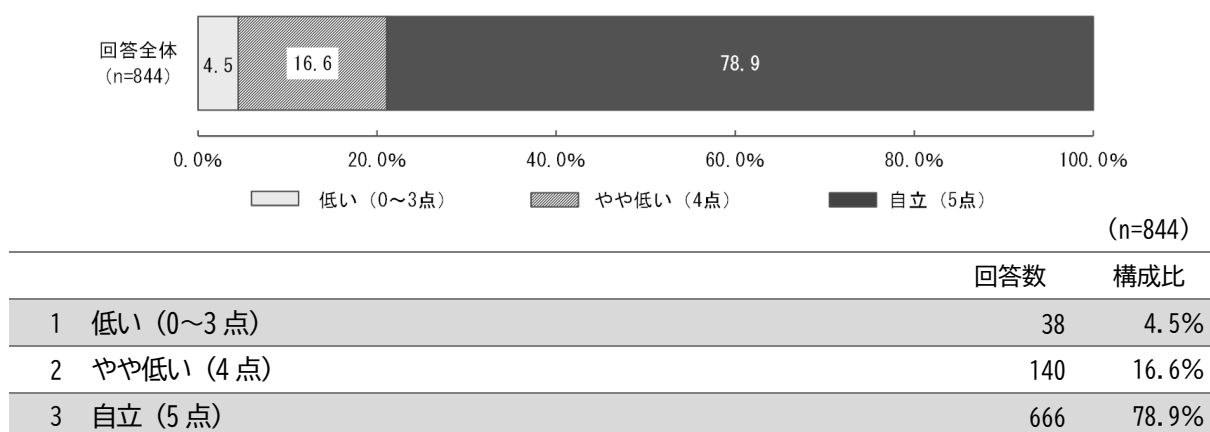 回答全体
(n=844)
4.5 16.6 78.9
0.0% 20.0% 40.0% 60.0% 80.0% 100.0%
低い（0～3点） やや低い（4点） 自立（5点）
(n=844)
回答数 構成比
1 低い（0～3点） 38 4.5%
2 やや低い（4点） 140 16.6%
3 自立（5点） 666 78.9%